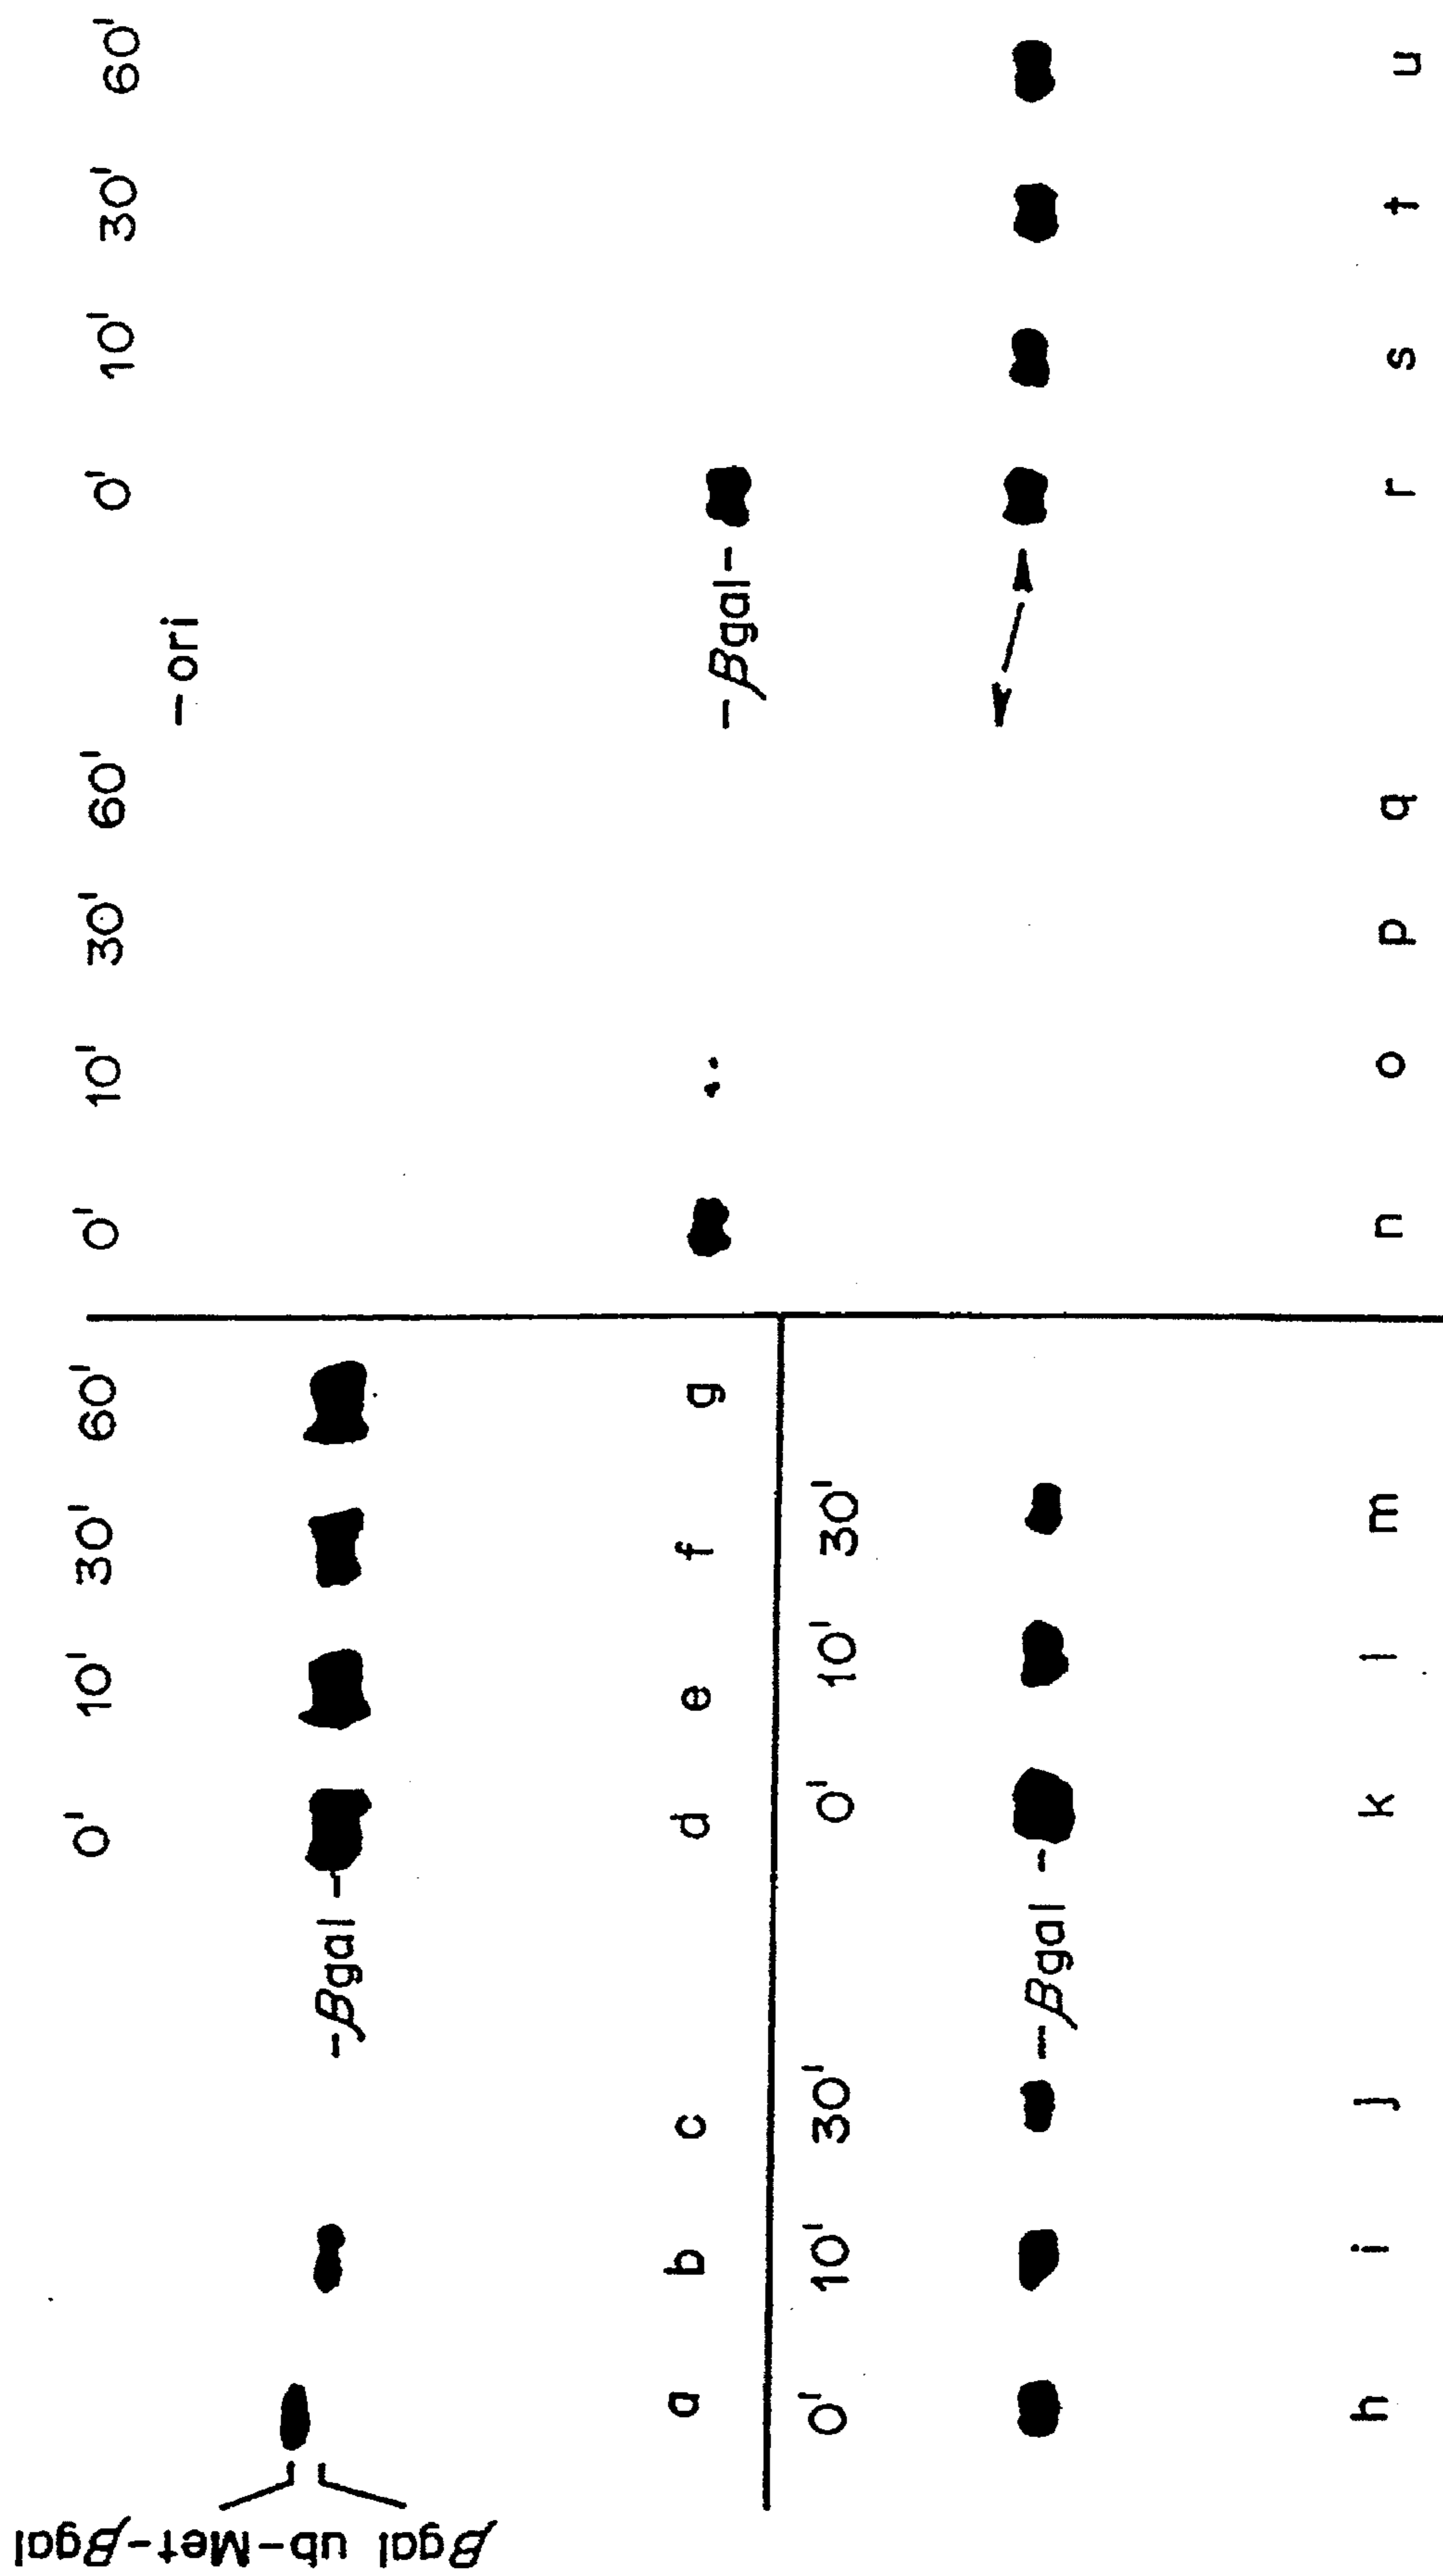 0' 10' 30' 60'
βgal ub-Met-βgal
-βgal-
a b c d e f g
0' 10' 30' 0' 10' 30'
-βgal-
h i j k l m
0' 10' 30' 60' 0' 10' 30' 60'
-ori
-βgal-
n o p q r s t u